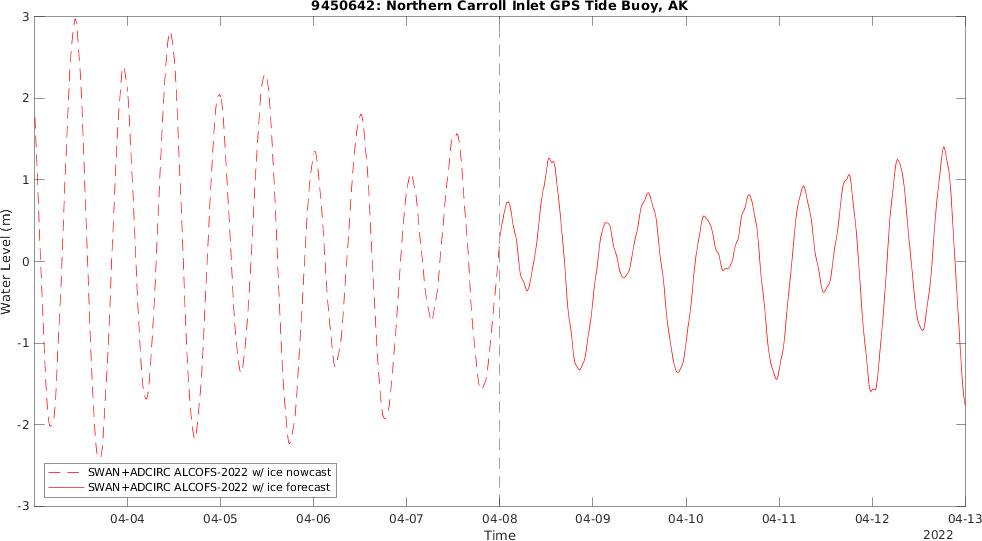 9450642: Northern Carroll Inlet GPS Tide Buoy, AK
3
2
1
0
-1
-2
-3
Water Level (m)
SWAN+ADCIRC ALCOFS-2022 w/ ice nowcast
SWAN+ADCIRC ALCOFS-2022 w/ ice forecast
04-04 04-05 04-06 04-07 04-08 04-09 04-10 04-11 04-12 04-13
Time
2022